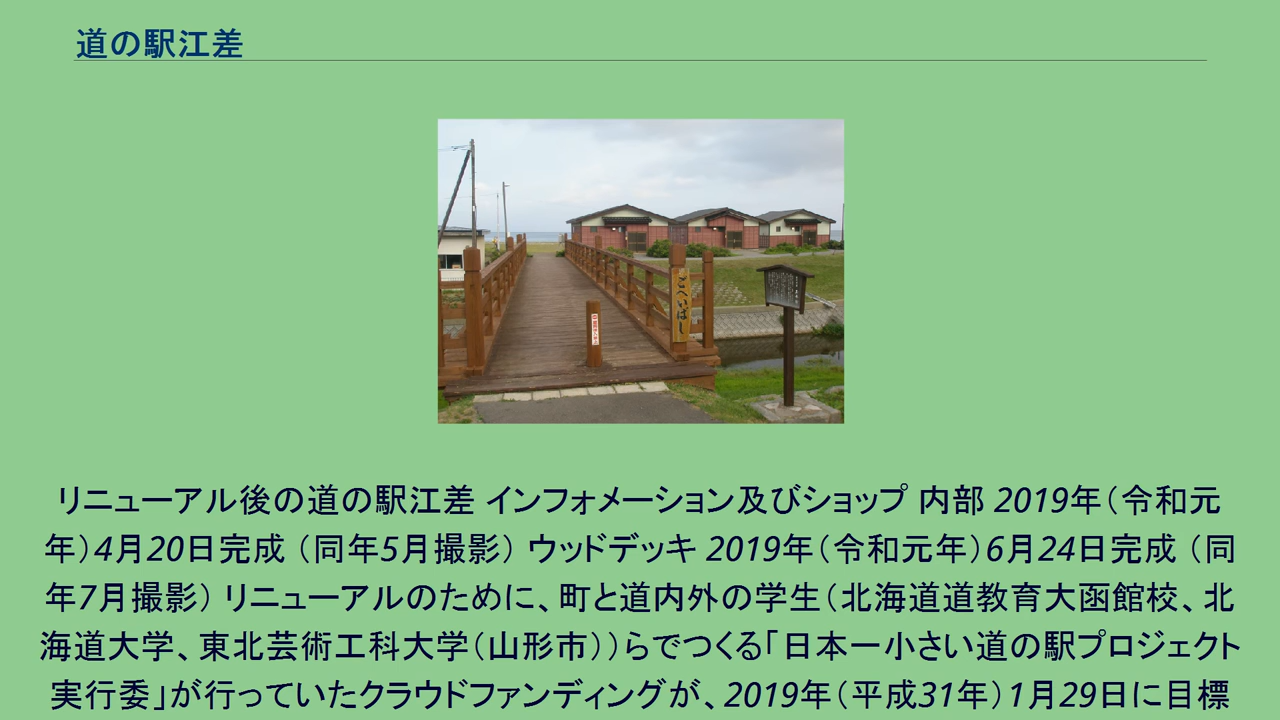 道の駅江差
ごへいばし
リニューアル後の道の駅江差 インフォメーション及びショップ 内部 2019年（令和元
年）4月20日完成 （同年5月撮影） ウッドデッキ 2019年（令和元年）6月24日完成 （同
年7月撮影） リニューアルのために、町と道内外の学生（北海道道教育大函館校、北
海道大学、東北芸術工科大学（山形市））らでつくる「日本一小さい道の駅プロジェクト
実行委」が行っていたクラウドファンディングが、2019年（平成31年）1月29日に目標